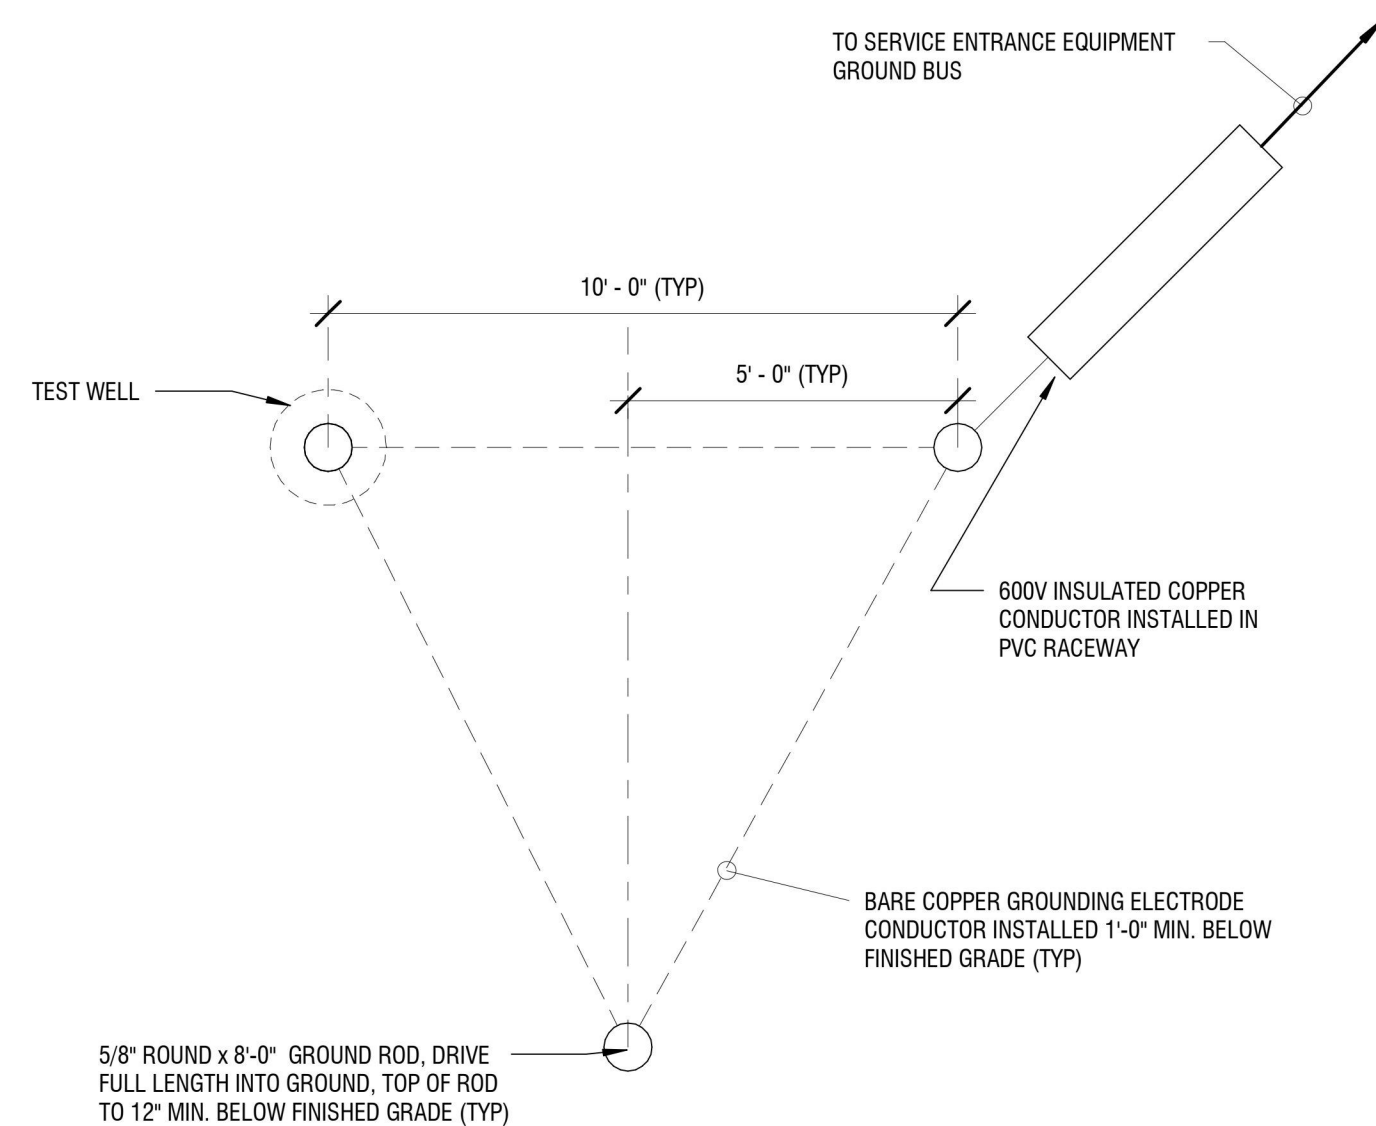 TO SERVICE ENTRANCE EQUIPMENT
GROUND BUS
10' - 0" (TYP)
5' - 0" (TYP)
TEST WELL
600V INSULATED COPPER
CONDUCTOR INSTALLED IN
PVC RACEWAY
BARE COPPER GROUNDING ELECTRODE
CONDUCTOR INSTALLED 1'-0" MIN. BELOW
FINISHED GRADE (TYP)
5/8" ROUND x 8'-0" GROUND ROD, DRIVE
FULL LENGTH INTO GROUND, TOP OF ROD
TO 12" MIN. BELOW FINISHED GRADE (TYP)